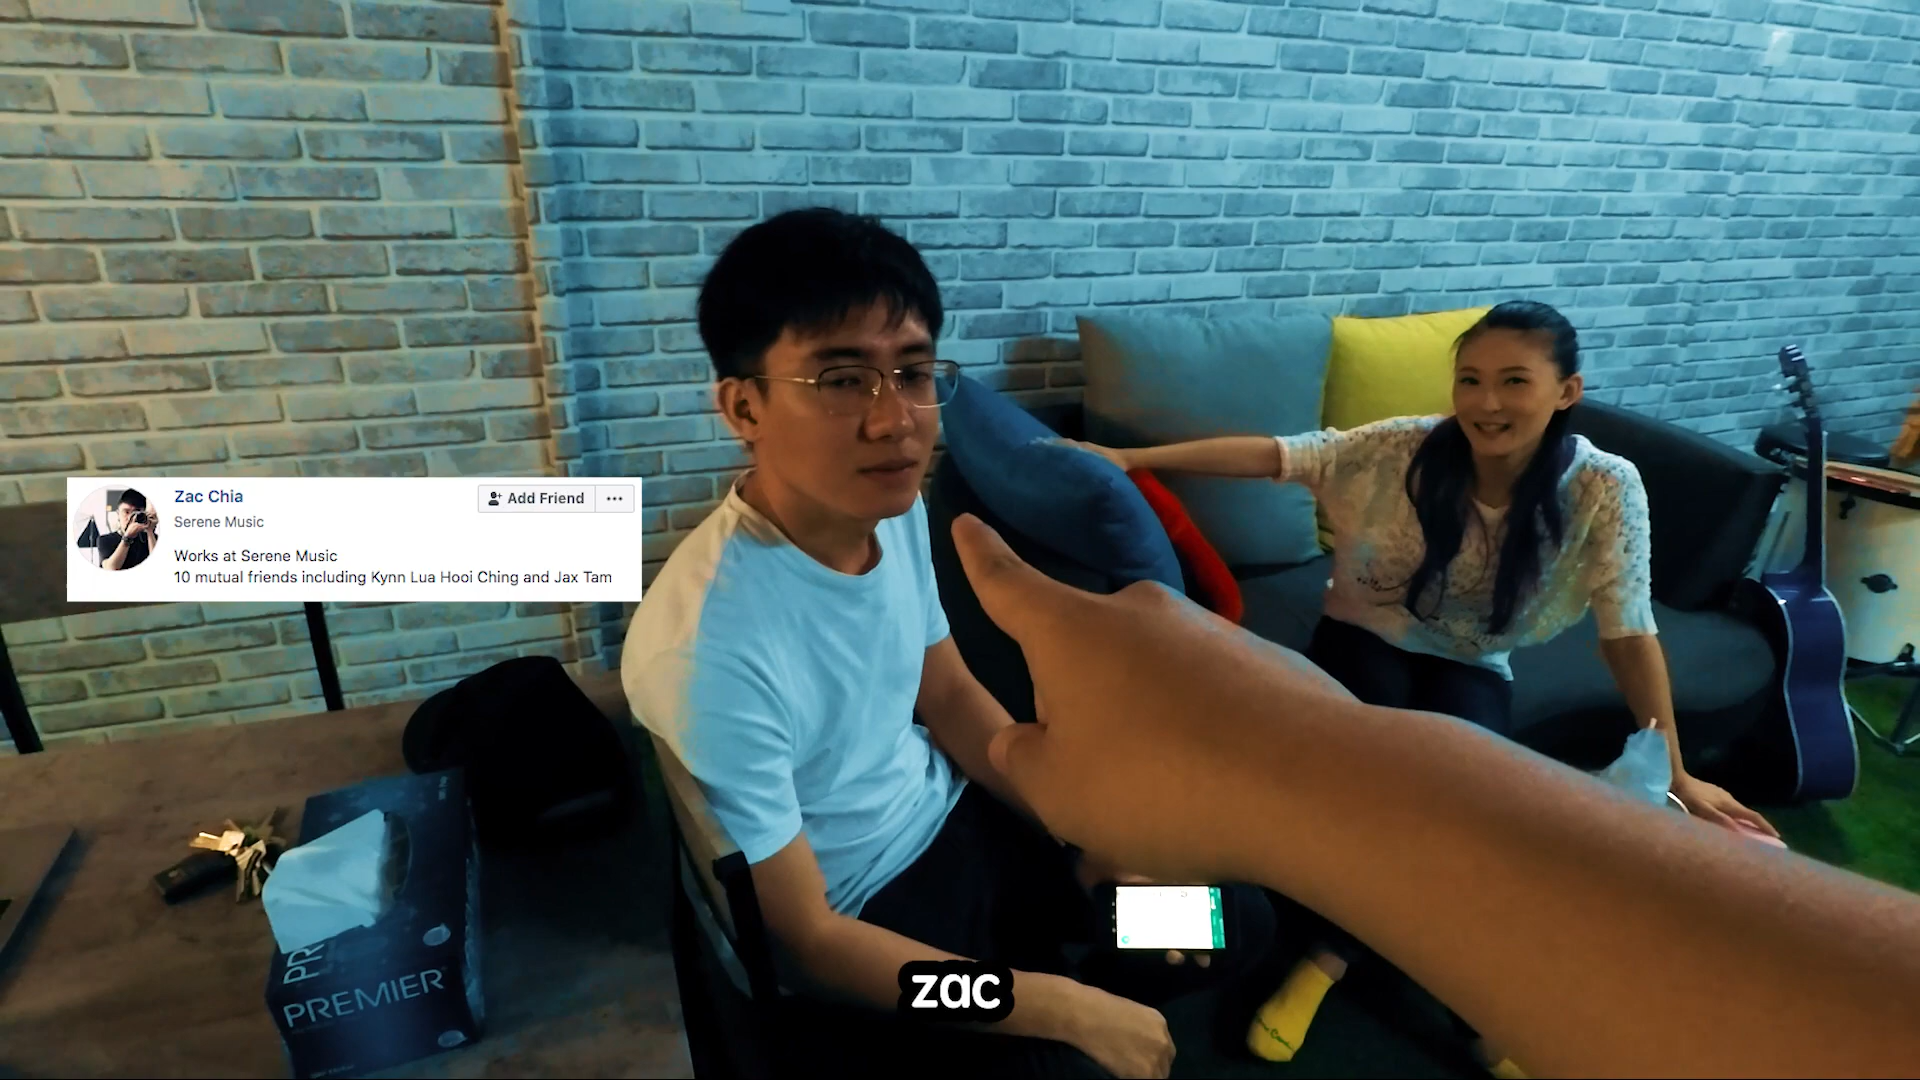 Zac Chia
Add Friend
Serene Music
Works at Serene Music
10 mutual friends including Kynn Lua Hooi Ching and Jax Tam
PR
PREMIER
zac